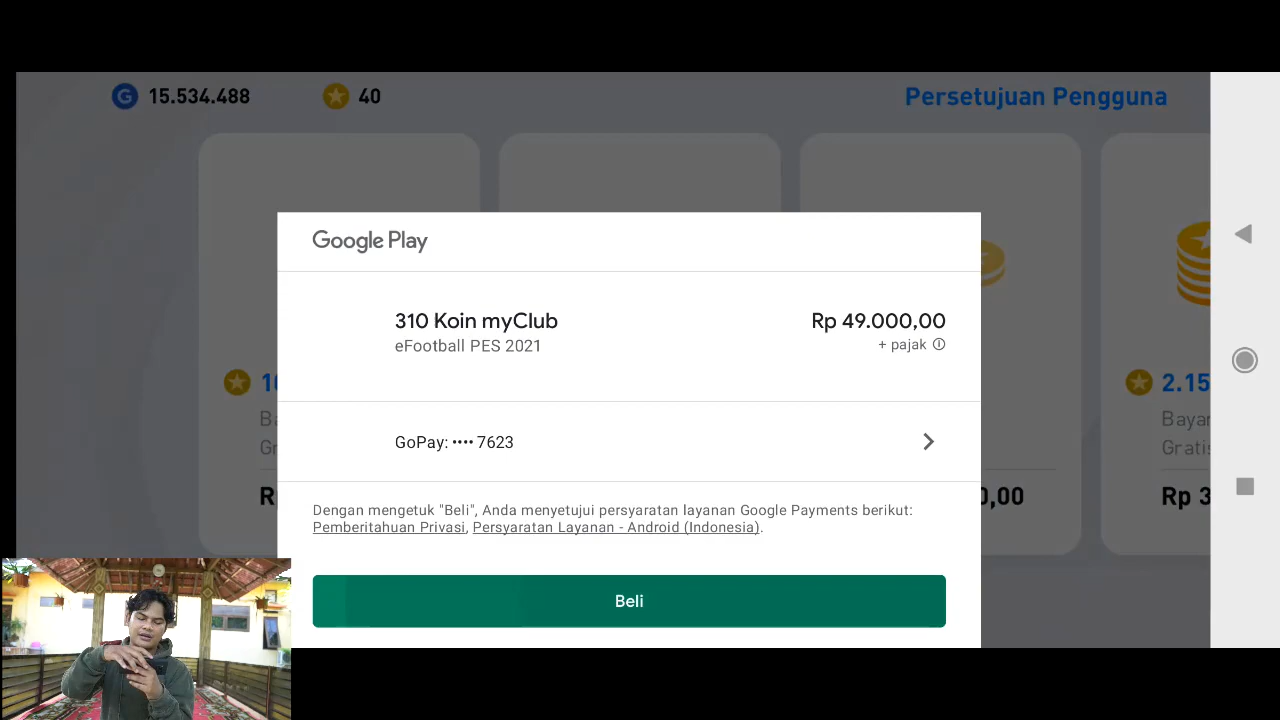 15.534.488
40
Persetujuan Pengguna
Google Play
310 Koin myClub
Rp 49.000,00
eFootball PES 2021
+ pajak
2.15
Bayar
Gratis
GoPay: •••• 7623
Dengan mengetuk "Beli", Anda menyetujui persyaratan layanan Google Payments berikut:
Pemberitahuan Privasi, Persyaratan Layanan - Android (Indonesia).
Rp 3
Beli